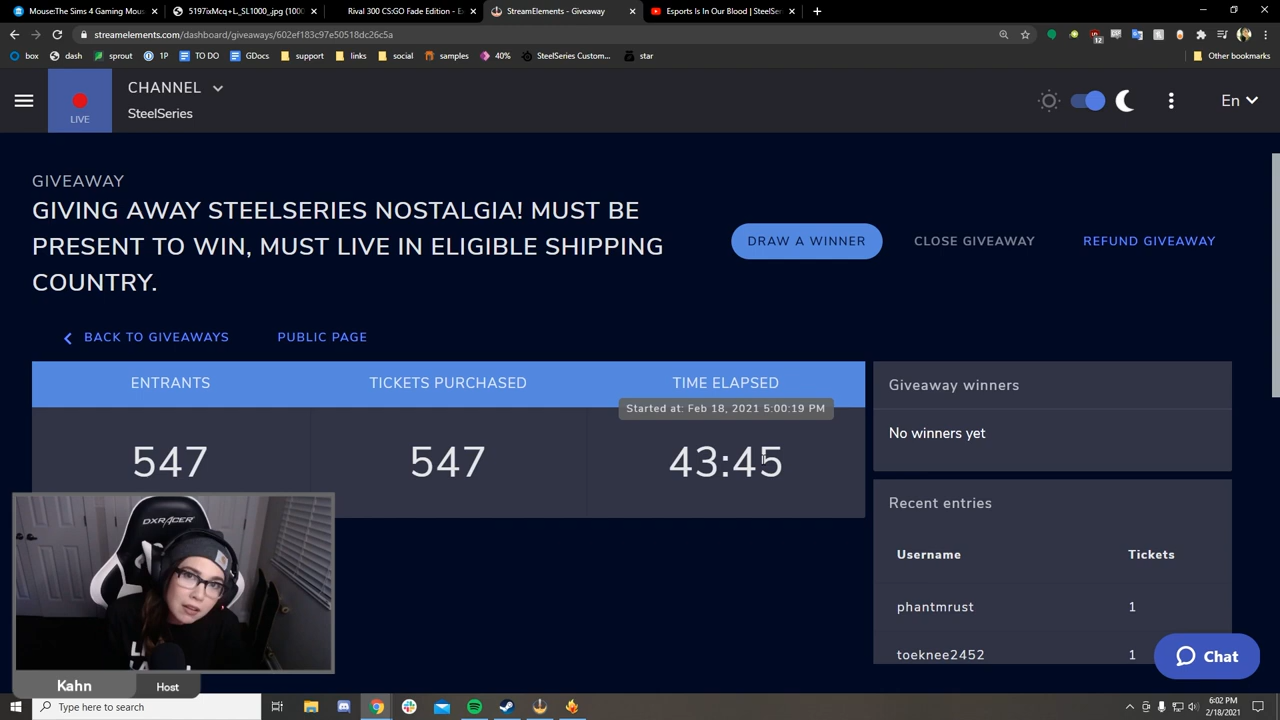 Mouse:The Sims 4 Gaming Mous
5197ixMcq+L._SL1000_.jpg (1000
Rival 300 CS:GO Fade Edition - E
StreamElements - Giveaway
Esports Is In Our Blood | SteelSer
streamelements.com/dashboard/giveaways/602ef183c97e50518dc26c5a
box
dash
sprout
1P
TO DO
GDocs
support
links
social
samples
40%
SteelSeries Custom...
star
Other bookmarks
12
LIVE
CHANNEL
SteelSeries
En
GIVEAWAY
GIVING AWAY STEELSERIES NOSTALGIA! MUST BE
PRESENT TO WIN, MUST LIVE IN ELIGIBLE SHIPPING
COUNTRY.
DRAW A WINNER
CLOSE GIVEAWAY
REFUND GIVEAWAY
BACK TO GIVEAWAYS
PUBLIC PAGE
ENTRANTS
TICKETS PURCHASED
TIME ELAPSED
Started at: Feb 18, 2021 5:00:19 PM
547
547
43:45
Giveaway winners
No winners yet
Recent entries
Username
Tickets
phantmrust
1
toeknee2452
1
Chat
DXRACER
Kahn
Host
Type here to search
6:02 PM
2/18/2021